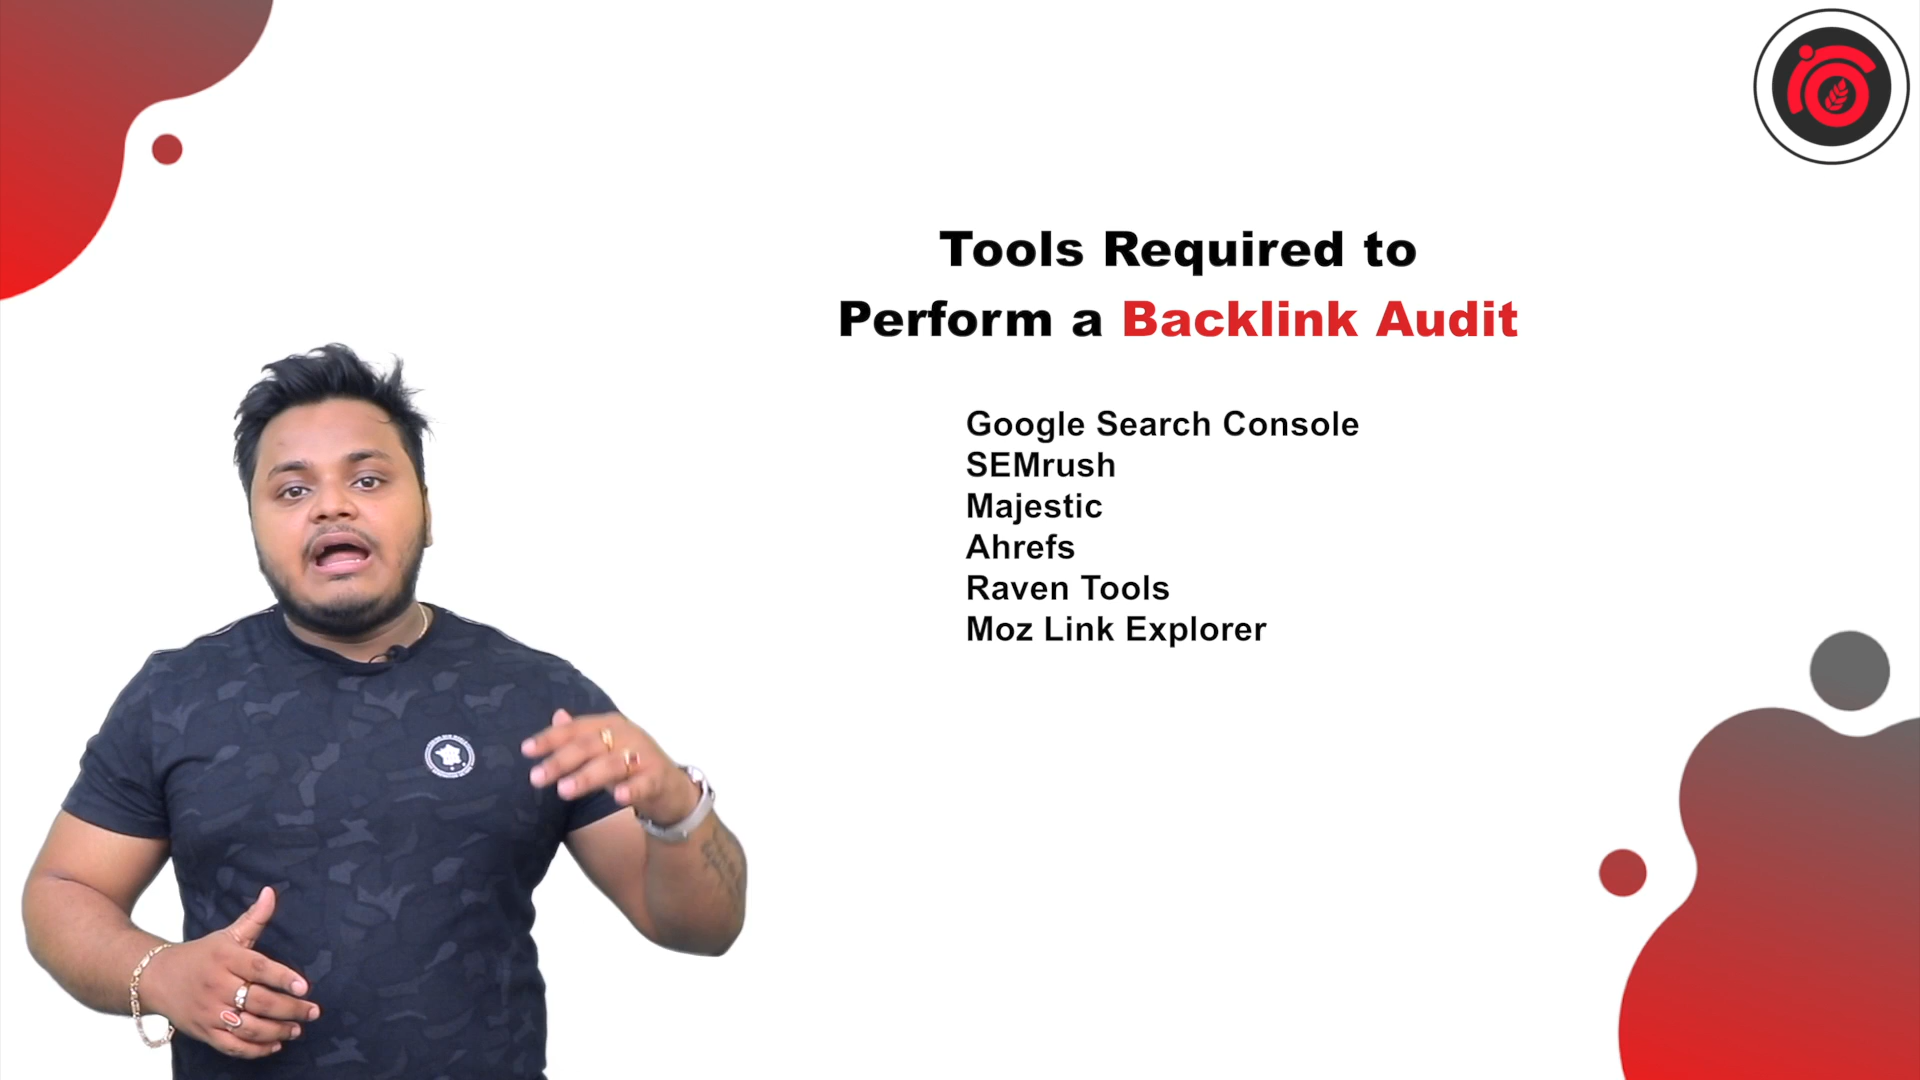 Tools Required to
Perform a Backlink Audit
Google Search Console
SEMrush
Majestic
Ahrefs
Raven Tools
Moz Link Explorer